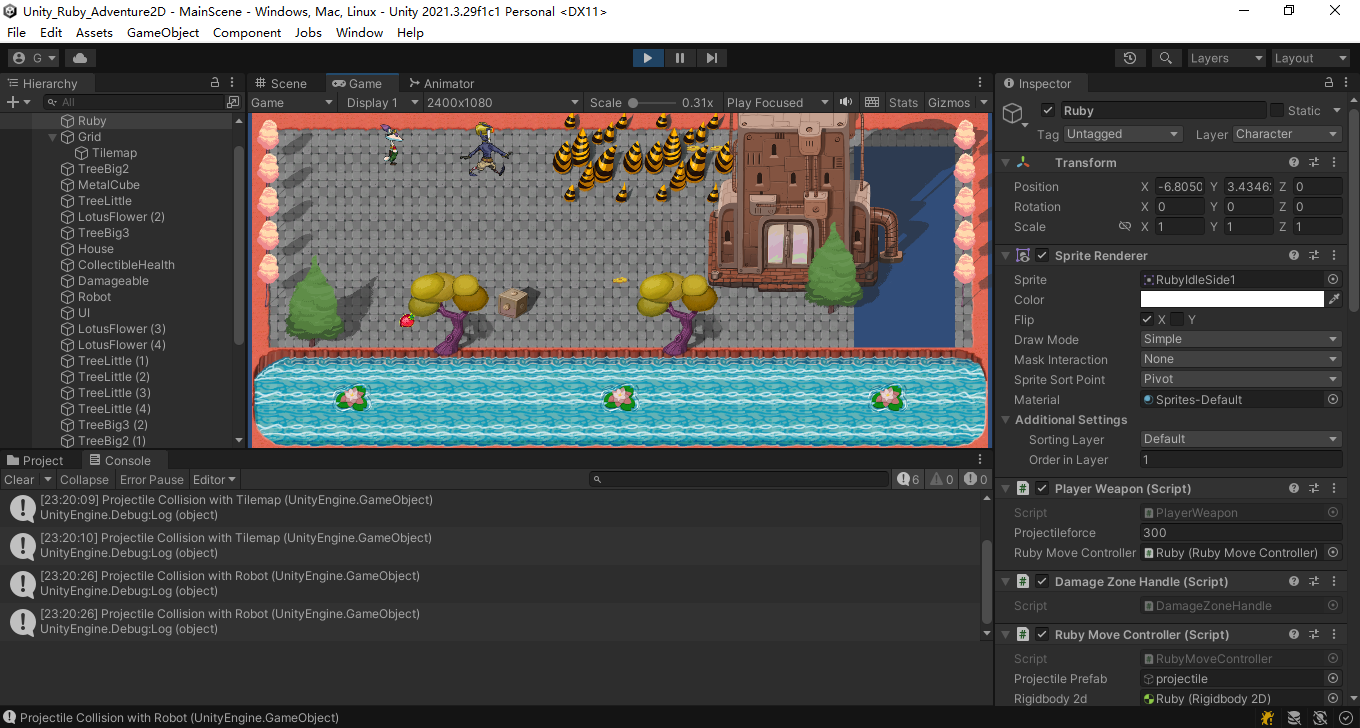 Unity_Ruby_Adventure2D - MainScene - Windows, Mac, Linux - Unity 2021.3.29f1c1 Personal <DX11>
File Edit Assets GameObject Component Jobs Window Help
G Layers Layout
Hierarchy
All
Ruby
Grid
Tilemap
TreeBig2
MetalCube
TreeLittle
LotusFlower (2)
TreeBig3
House
CollectibleHealth
Damageable
Robot
UI
LotusFlower (3)
LotusFlower (4)
TreeLittle (1)
TreeLittle (2)
TreeLittle (3)
TreeLittle (4)
TreeBig3 (2)
TreeBig2 (1)
Scene Game Animator
Game Display 1 2400x1080 Scale 0.31x Play Focused Stats Gizmos
Project Console
Clear Collapse Error Pause Editor 6 0 0
[23:20:09] Projectile Collision with Tilemap (UnityEngine.GameObject)
UnityEngine.Debug:Log (object)
[23:20:10] Projectile Collision with Tilemap (UnityEngine.GameObject)
UnityEngine.Debug:Log (object)
[23:20:26] Projectile Collision with Robot (UnityEngine.GameObject)
UnityEngine.Debug:Log (object)
[23:20:26] Projectile Collision with Robot (UnityEngine.GameObject)
UnityEngine.Debug:Log (object)
Projectile Collision with Robot (UnityEngine.GameObject)
Inspector
Ruby Static
Tag Untagged Layer Character
Transform
Position X -6.8050 Y 3.4346 Z 0
Rotation X 0 Y 0 Z 0
Scale X 1 Y 1 Z 1
Sprite Renderer
Sprite RubyIdleSide1
Color
Flip X Y
Draw Mode Simple
Mask Interaction None
Sprite Sort Point Pivot
Material Sprites-Default
Additional Settings
Sorting Layer Default
Order in Layer 1
# Player Weapon (Script)
Script PlayerWeapon
Projectileforce 300
Ruby Move Controller Ruby (Ruby Move Controller)
# Damage Zone Handle (Script)
Script DamageZoneHandle
# Ruby Move Controller (Script)
Script RubyMoveController
Projectile Prefab projectile
Rigidbody 2d Ruby (Rigidbody 2D)